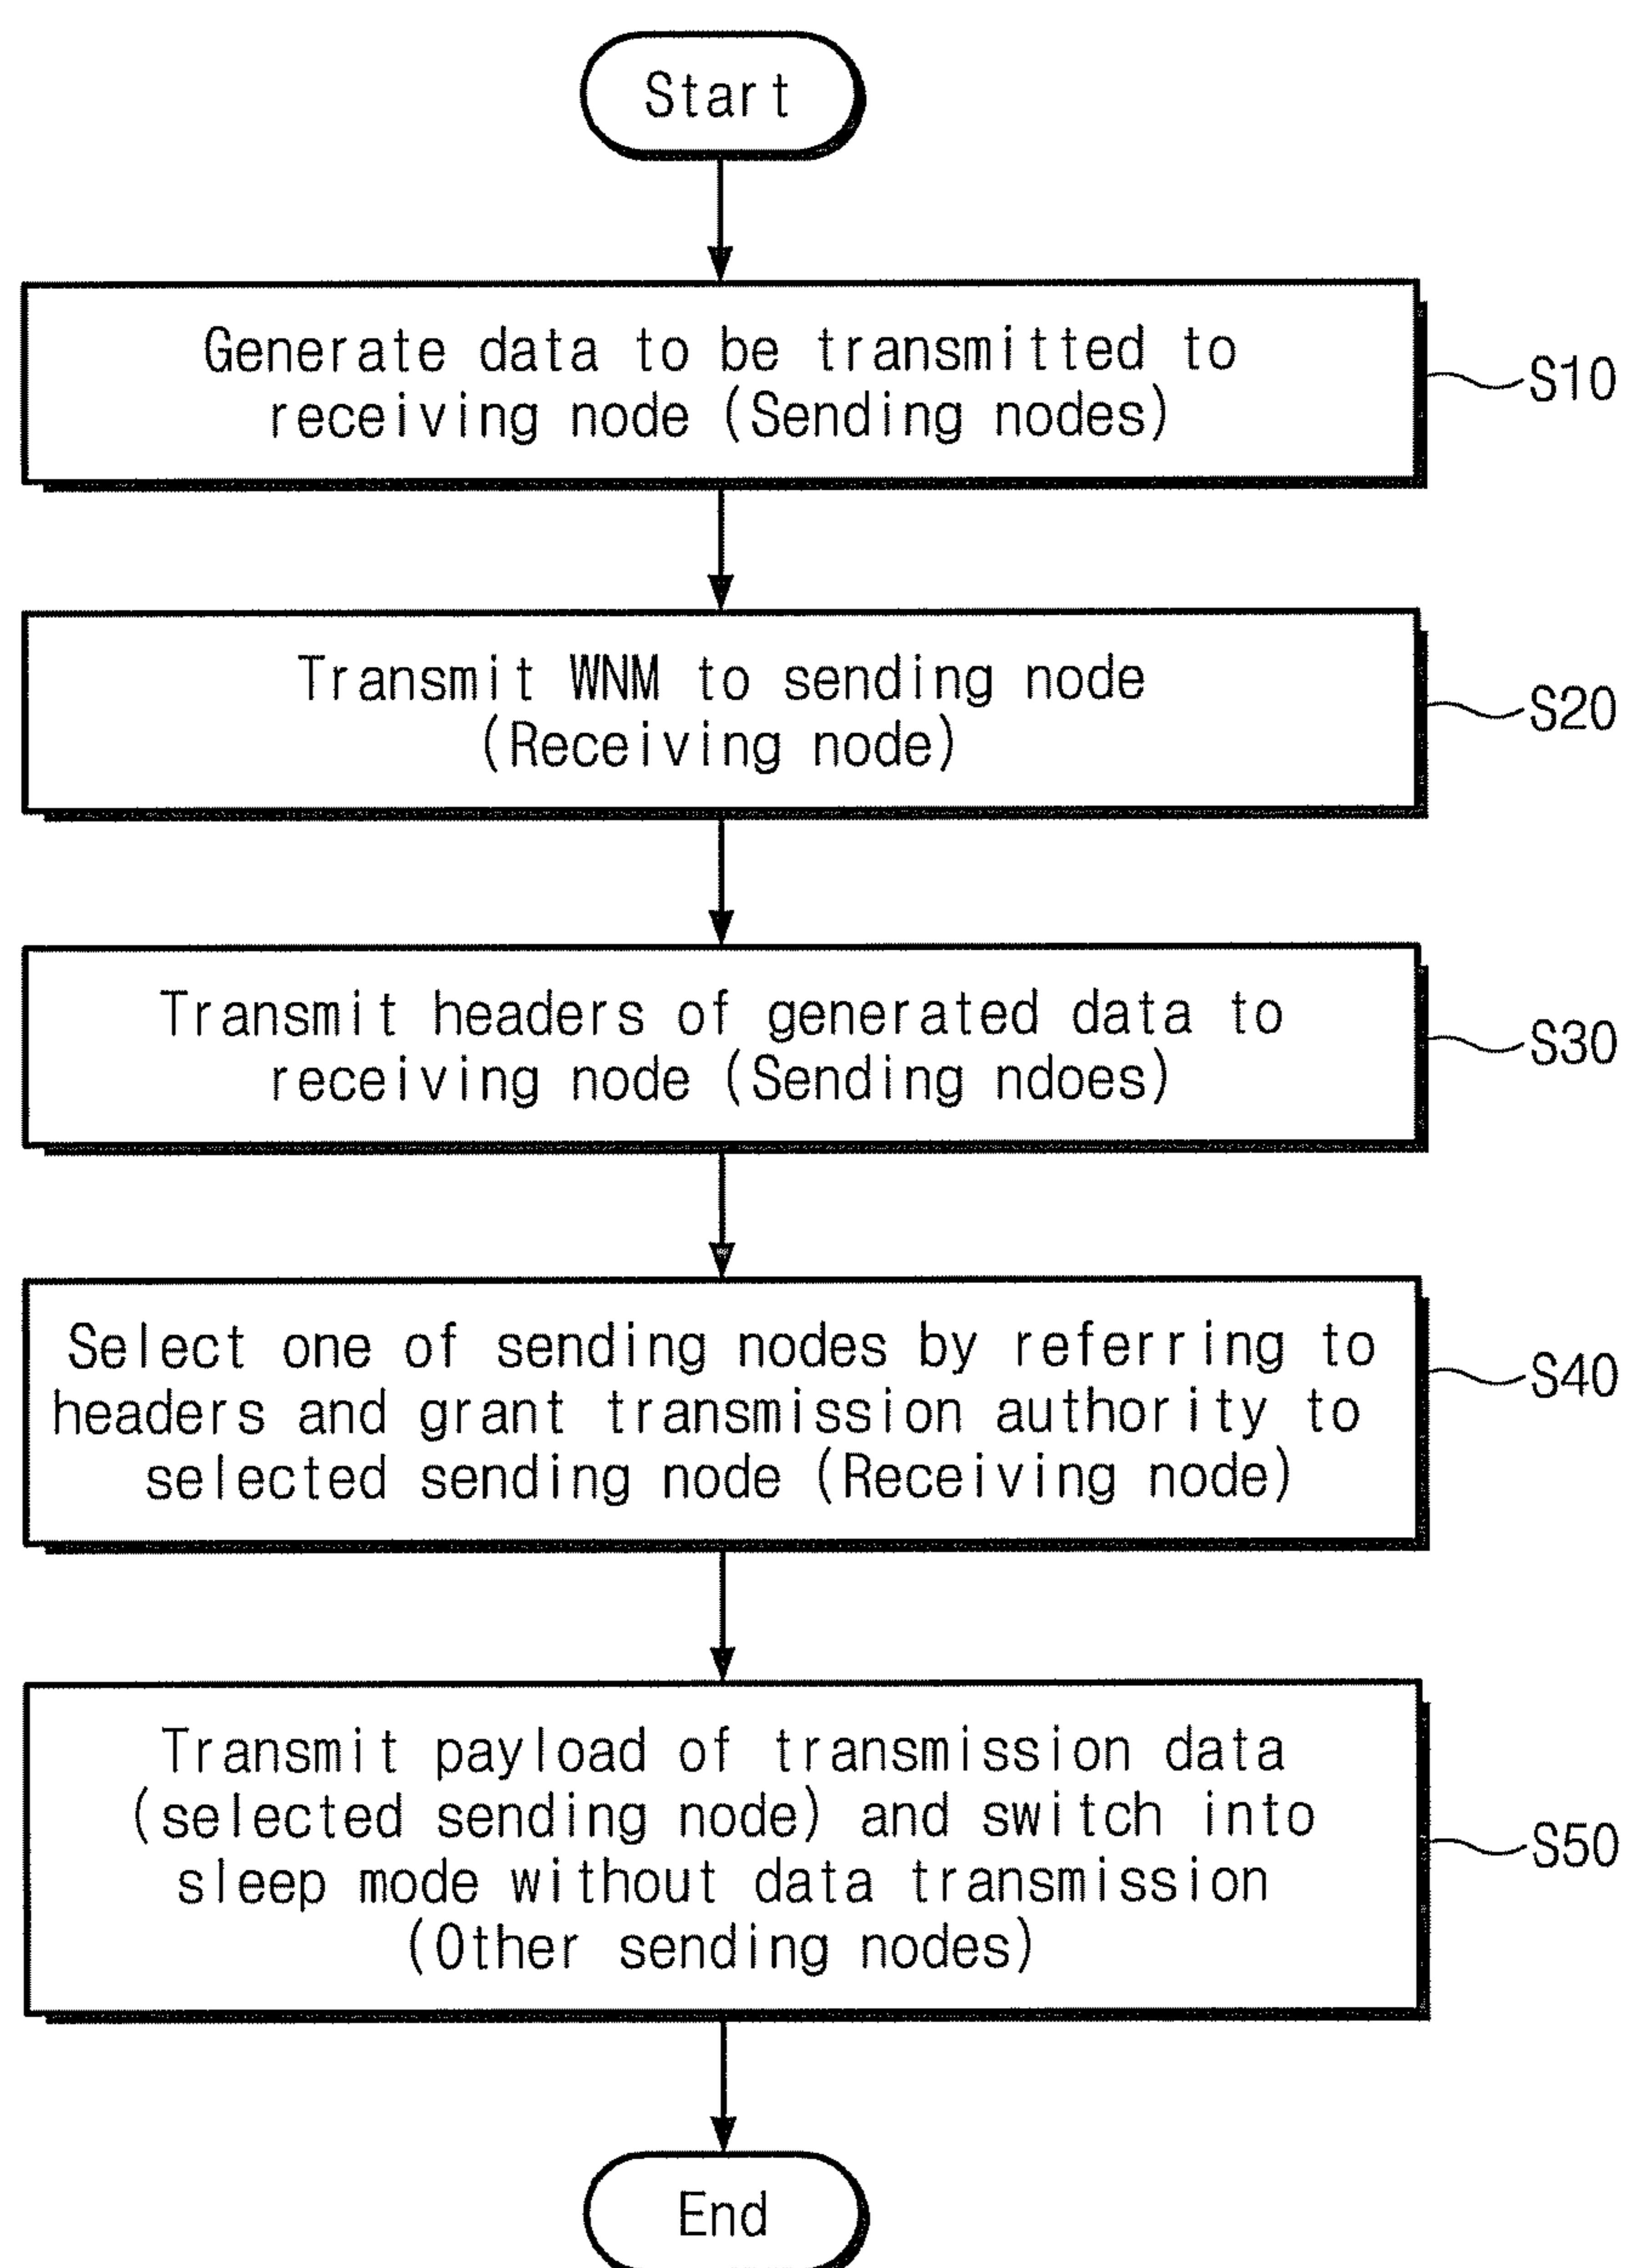 Start
Generate data to be transmitted to
receiving node (Sending nodes)
S10
Transmit WNM to sending node
(Receiving node)
S20
Transmit headers of generated data to
receiving node (Sending ndoes)
S30
Select one of sending nodes by referring to
headers and grant transmission authority to
selected sending node (Receiving node)
S40
Transmit payload of transmission data
(selected sending node) and switch into
sleep mode without data transmission
(Other sending nodes)
S50
End